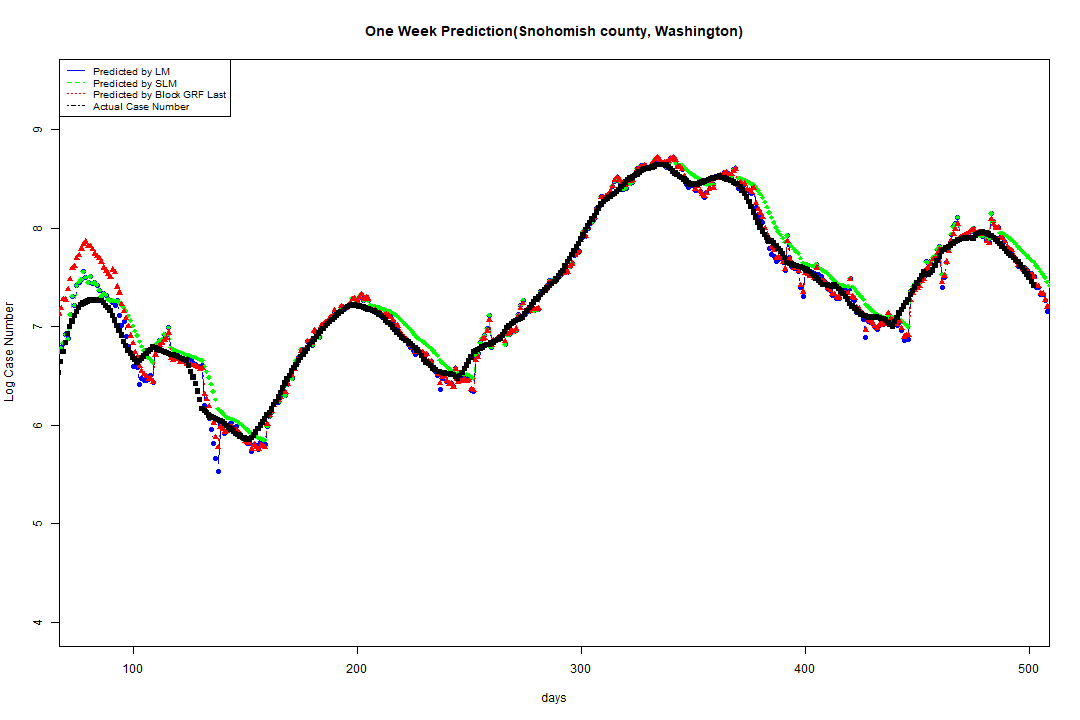 One Week Prediction(Snohomish county, Washington)
Predicted by LM
Predicted by SLM
Predicted by Block GRF Last
Actual Case Number
9
8
7
6
5
4
Log Case Number
100 200 300 400 500
days